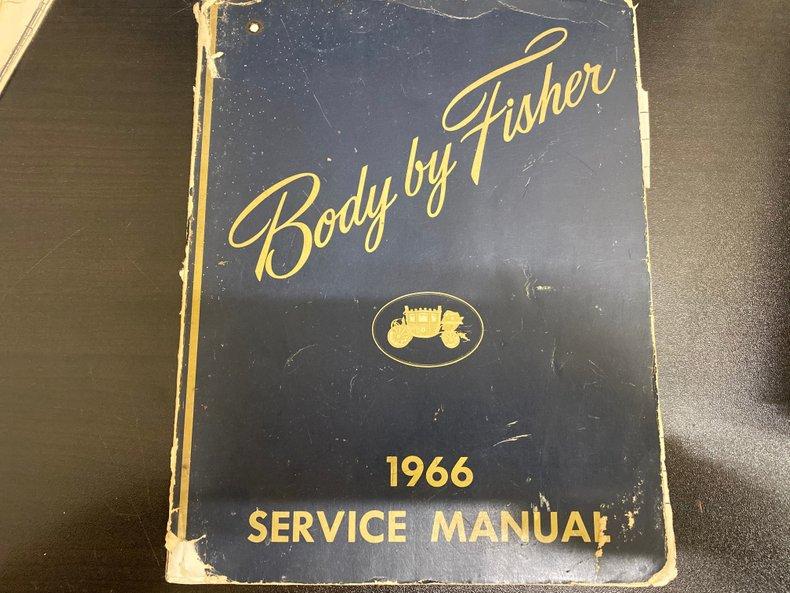 Body by Fisher
1966
SERVICE MANUAL